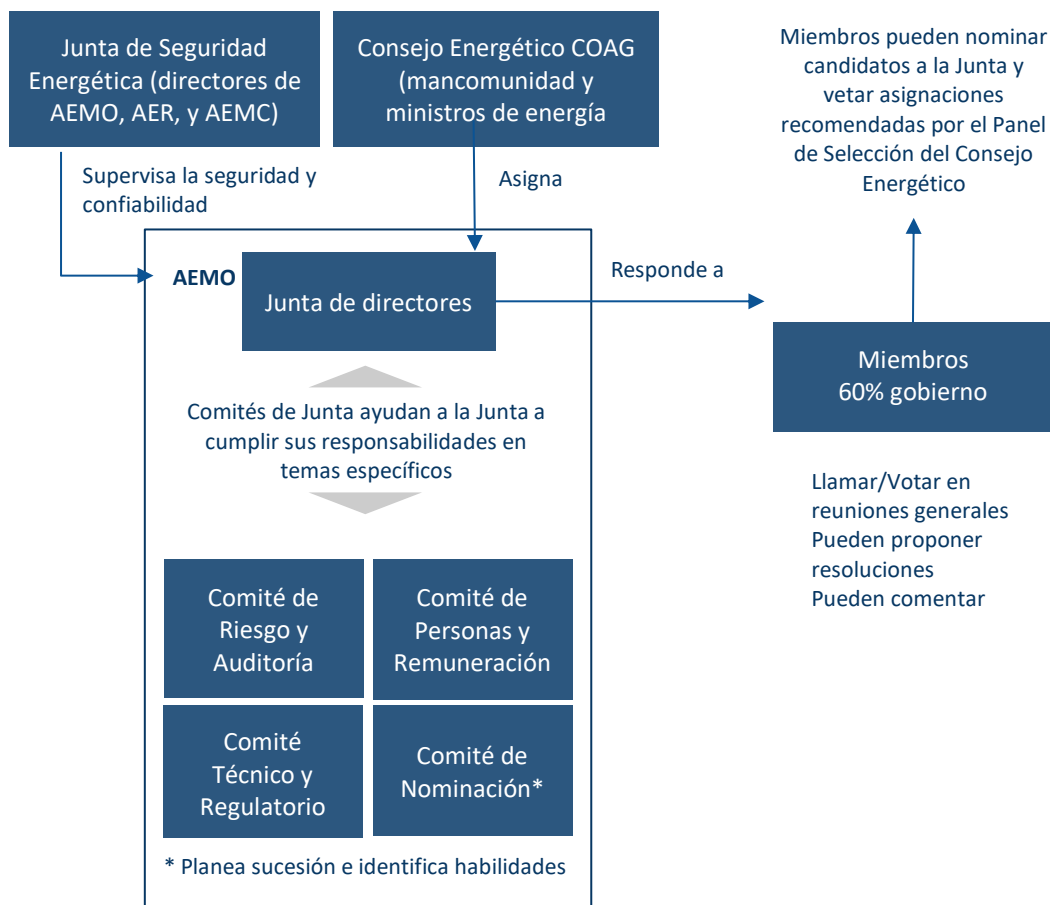 Junta de Seguridad
Energética (directores de
AEMO, AER, y AEMC)
Consejo Energético COAG
(mancomunidad y
ministros de energía
Miembros pueden nominar
candidatos a la Junta y
vetar asignaciones
recomendadas por el Panel
de Selección del Consejo
Energético
Supervisa la seguridad y
confiabilidad
Asigna
AEMO
Junta de directores
Responde a
Miembros
60% gobierno
Comités de Junta ayudan a la Junta a
cumplir sus responsabilidades en
temas específicos
Llamar/Votar en
reuniones generales
Pueden proponer
resoluciones
Pueden comentar
Comité de
Riesgo y
Auditoría
Comité de
Personas y
Remuneración
Comité
Técnico y
Regulatorio
Comité de
Nominación*
* Planea sucesión e identifica habilidades